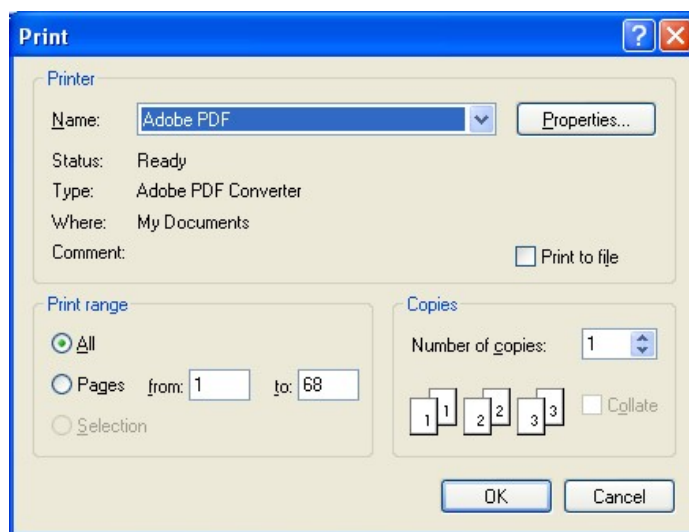 Print
Printer
Name: Adobe PDF Properties...
Status: Ready
Type: Adobe PDF Converter
Where: My Documents
Comment: Print to file
Print range
All
Pages from: 1 to: 68
Selection
Copies
Number of copies: 1
1 1 2 2 3 3 Collate
OK Cancel